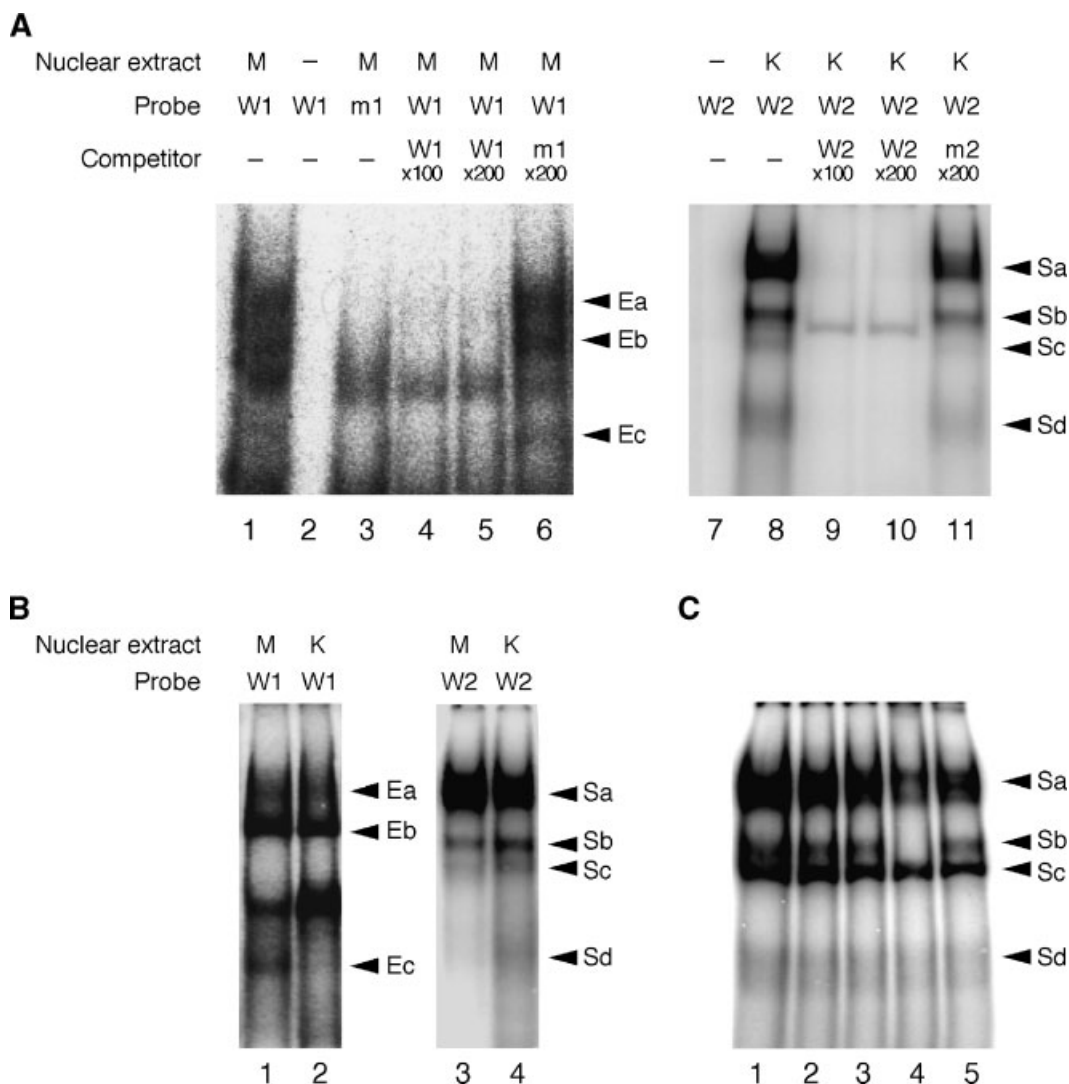 A
Nuclear extract M – M M M M – K K K K
Probe W1 W1 m1 W1 W1 W1 W2 W2 W2 W2 W2
Competitor – – – W1 W1 m1 – – W2 W2 m2
x100 x200 x200 x100 x200 x200
Ea
Eb
Ec
Sa
Sb
Sc
Sd
1 2 3 4 5 6 7 8 9 10 11
B
Nuclear extract M K M K
Probe W1 W1 W2 W2
Ea
Eb
Ec
Sa
Sb
Sc
Sd
1 2 3 4
C
Sa
Sb
Sc
Sd
1 2 3 4 5